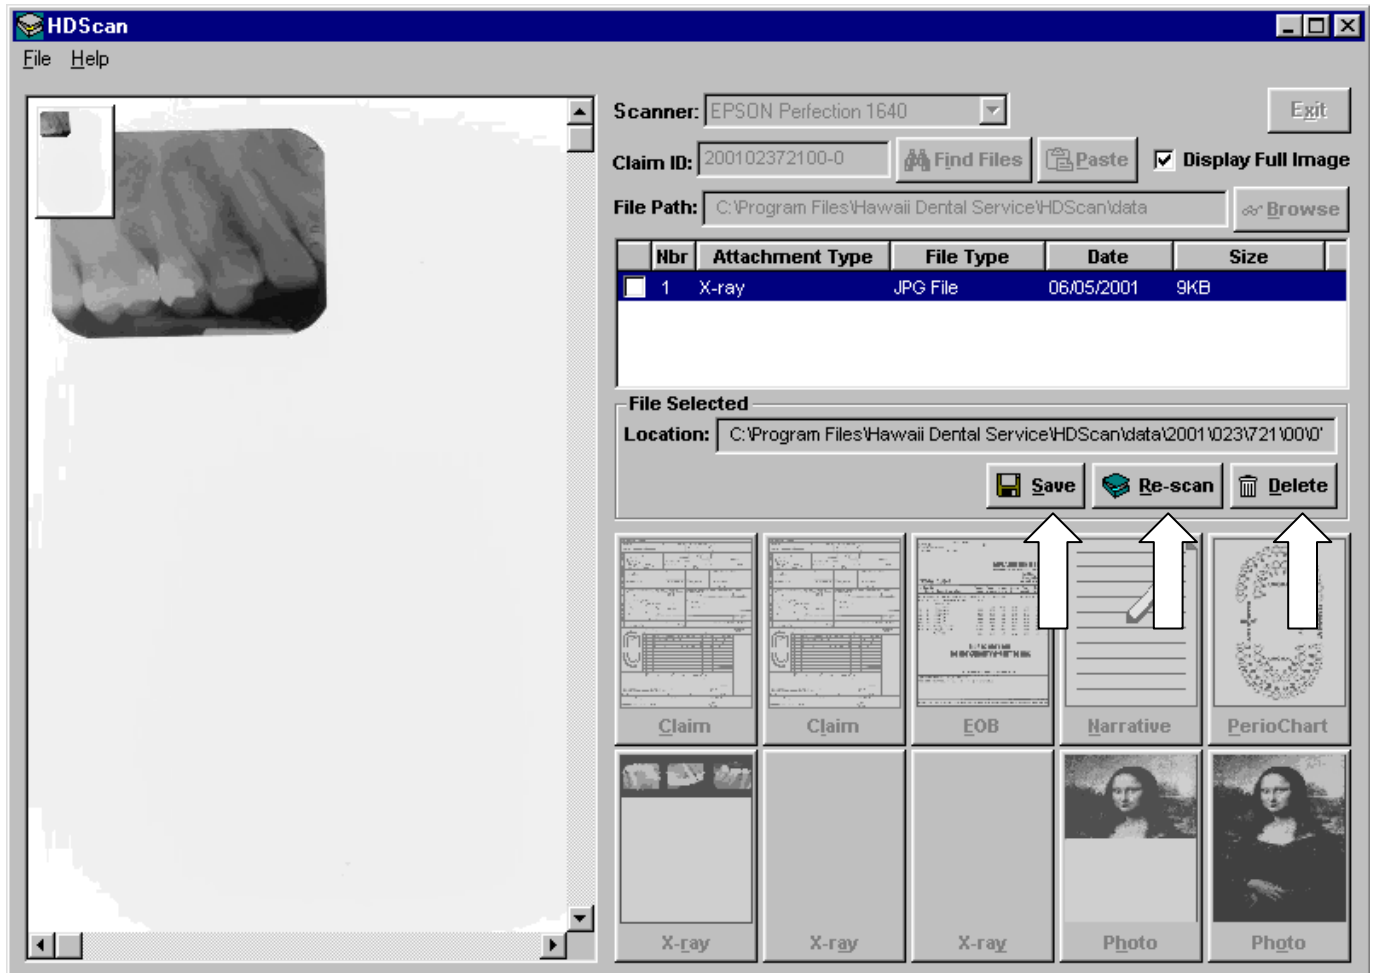 HDScan
File Help
Scanner: EPSON Perfection 1640
Exit
Claim ID: 200102372100-0 Find Files Paste Display Full Image
File Path: C:\Program Files\Hawaii Dental Service\HDScan\data Browse
Nbr Attachment Type File Type Date Size
1 X-ray JPG File 06/05/2001 9KB
File Selected
Location: C:\Program Files\Hawaii Dental Service\HDScan\data\2001\023\721\00\0'
Save Re-scan Delete
Claim Claim EOB Narrative PerioChart
X-ray X-ray X-ray Photo Photo